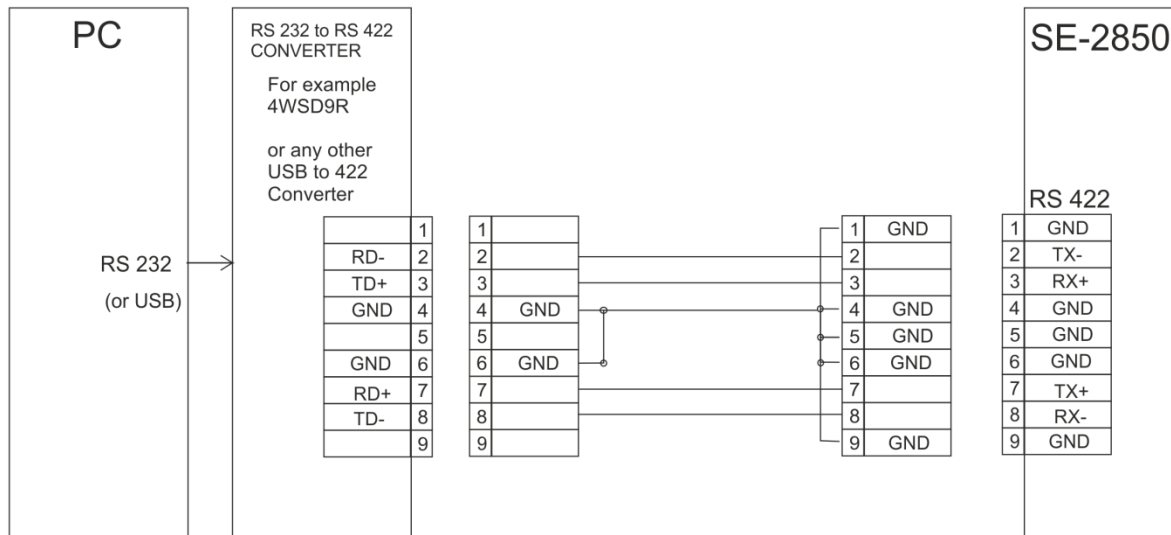 PC
RS 232
(or USB)
RS 232 to RS 422
CONVERTER
For example
4WSD9R
or any other
USB to 422
Converter
1
RD- 2
TD+ 3
GND 4
5
GND 6
RD+ 7
TD- 8
9
1
2
3
4 GND
5
6 GND
7
8
9
1 GND
2
3
4 GND
5 GND
6 GND
7
8
9 GND
SE-2850
RS 422
1 GND
2 TX-
3 RX+
4 GND
5 GND
6 GND
7 TX+
8 RX-
9 GND